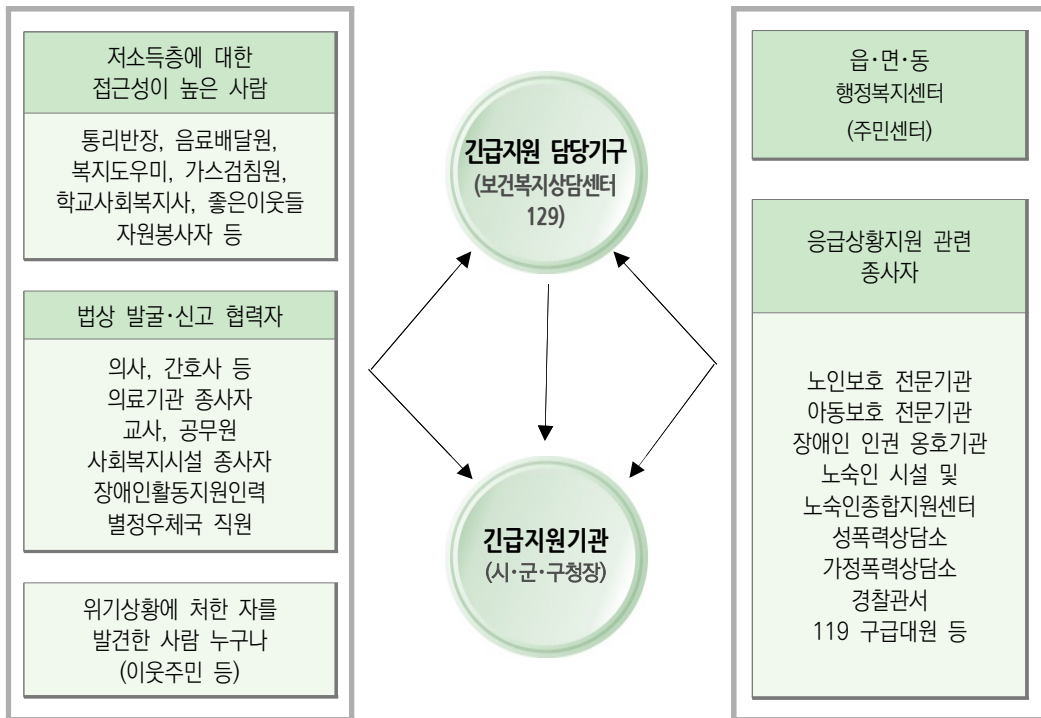 저소득층에 대한
접근성이 높은 사람
통리반장, 음료배달원,
복지도우미, 가스검침원,
학교사회복지사, 좋은이웃들
자원봉사자 등
법상 발굴·신고 협력자
의사, 간호사 등
의료기관 종사자
교사, 공무원
사회복지시설 종사자
장애인활동지원인력
별정우체국 직원
위기상황에 처한 자를
발견한 사람 누구나
(이웃주민 등)
긴급지원 담당기구
(보건복지상담센터
129)
긴급지원기관
(시·군·구청장)
읍·면·동
행정복지센터
(주민센터)
응급상황지원 관련
종사자
노인보호 전문기관
아동보호 전문기관
장애인 인권 옹호기관
노숙인 시설 및
노숙인종합지원센터
성폭력상담소
가정폭력상담소
경찰관서
119 구급대원 등